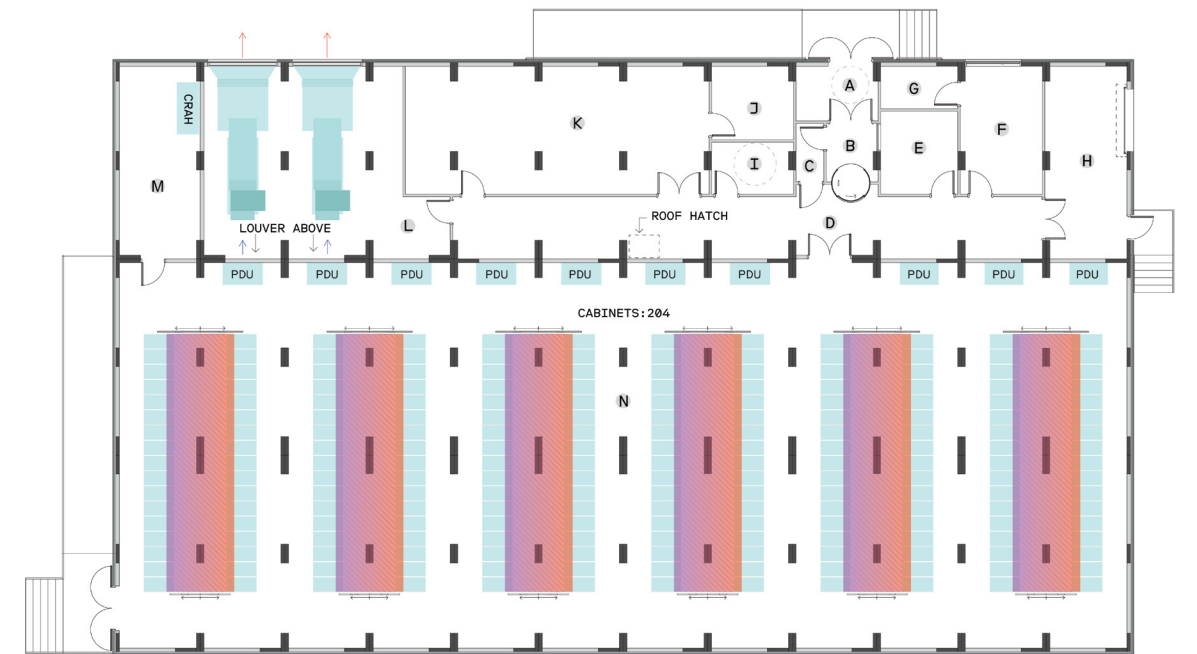 A
G
CRAH
J
K
F
B
E
H
I
C
M
ROOF HATCH
D
L
LOUVER ABOVE
PDU
PDU
PDU
PDU
PDU
PDU
PDU
PDU
PDU
PDU
CABINETS:204
N